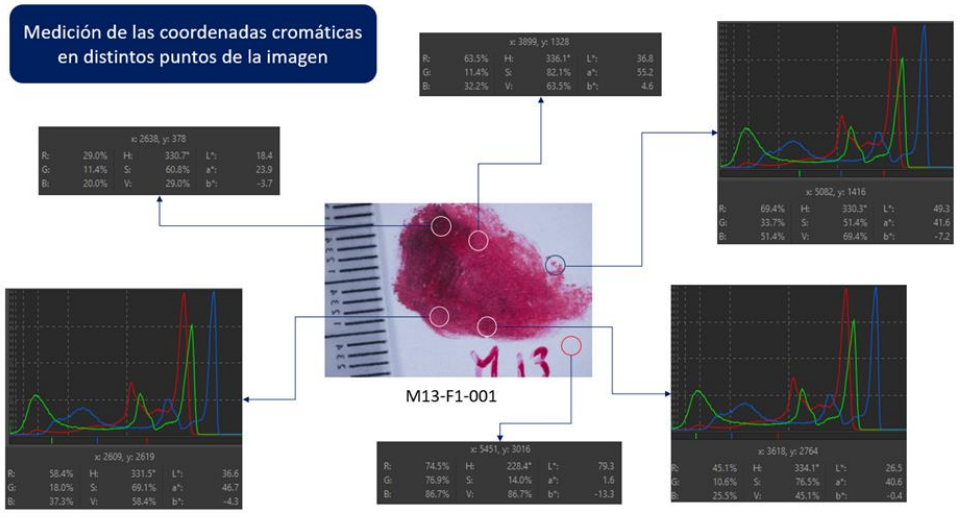 Medición de las coordenadas cromáticas
en distintos puntos de la imagen
x: 3899, y: 1328
R: 63.5% H: 336.1° L*: 36.8
G: 11.4% S: 82.1% a*: 55.2
B: 32.2% V: 63.5% b*: 4.6
x: 2638, y: 378
R: 29.0% H: 330.7° L*: 18.4
G: 11.4% S: 60.8% a*: 23.9
B: 20.0% V: 29.0% b*: -3.7
x: 5082, y: 1416
R: 69.4% H: 330.3° L*: 49.3
G: 33.7% S: 51.4% a*: 41.6
B: 51.4% V: 69.4% b*: -7.2
M13
M13-F1-001
x: 2609, y: 2619
R: 58.4% H: 331.5° L*: 36.6
G: 18.0% S: 69.1% a*: 46.7
B: 37.3% V: 58.4% b*: -4.3
x: 5451, y: 3016
R: 74.5% H: 228.4° L*: 79.3
G: 76.9% S: 14.0% a*: 1.6
B: 86.7% V: 86.7% b*: -13.3
x: 3618, y: 2764
R: 45.1% H: 334.1° L*: 26.5
G: 10.6% S: 76.5% a*: 40.6
B: 25.5% V: 45.1% b*: -0.4